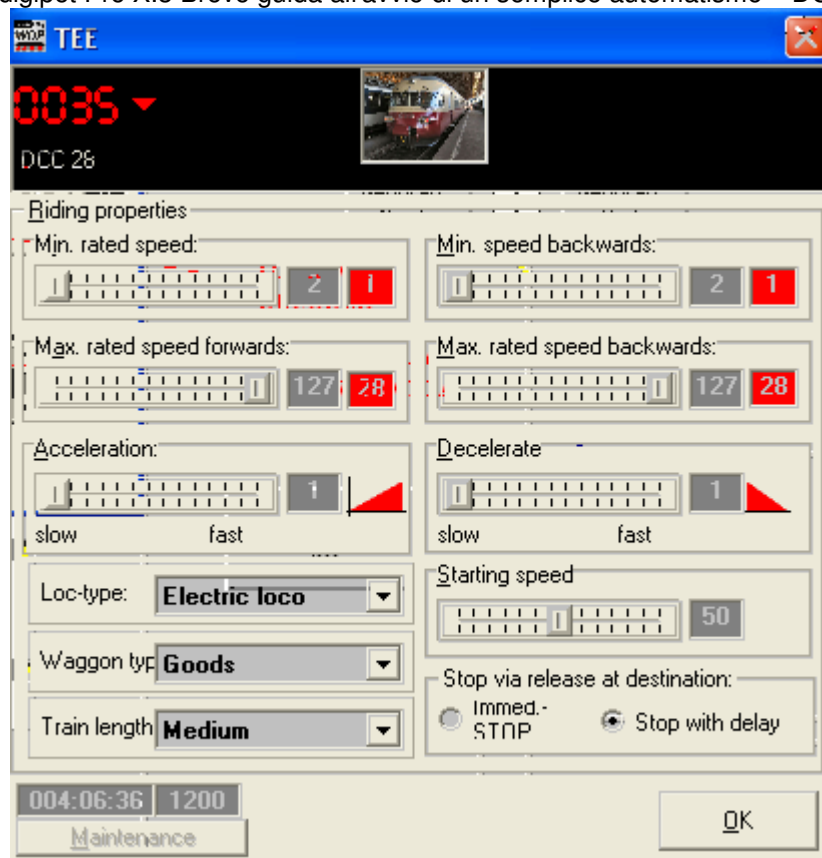 TEE
0035
DCC 28
Riding properties
Min. rated speed:
2 1
Min. speed backwards:
2 1
Max. rated speed forwards:
127 28
Max. rated speed backwards:
127 28
Acceleration:
1
slow fast
Decelerate
1
slow fast
Loc-type: Electric loco
Starting speed
50
Waggon typ Goods
Train length Medium
Stop via release at destination:
Immed.-
STOP
Stop with delay
004:06:36 1200
Maintenance
OK